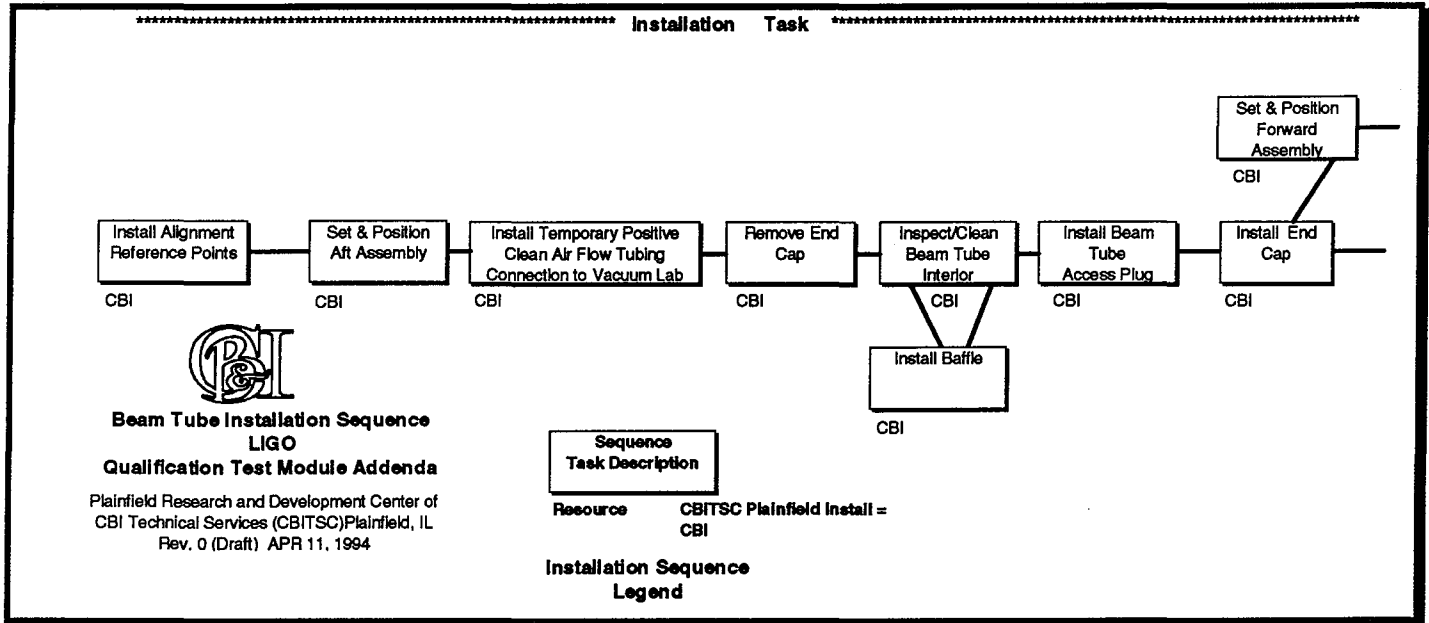 Installation Task
Set & Position
Forward
Assembly
CBI
Install Alignment
Reference Points
CBI
Set & Position
Aft Assembly
CBI
Install Temporary Positive
Clean Air Flow Tubing
Connection to Vacuum Lab
CBI
Remove End
Cap
CBI
Inspect/Clean
Beam Tube
Interior
CBI
Install Beam
Tube
Access Plug
CBI
Install End
Cap
CBI
Install Baffle
CBI
CB&I
Beam Tube Installation Sequence
LIGO
Qualification Test Module Addenda
Plainfield Research and Development Center of
CBI Technical Services (CBITSC)Plainfield, IL
Rev. 0 (Draft) APR 11, 1994
Sequence
Task Description
Resource CBITSC Plainfield Install =
CBI
Installation Sequence
Legend